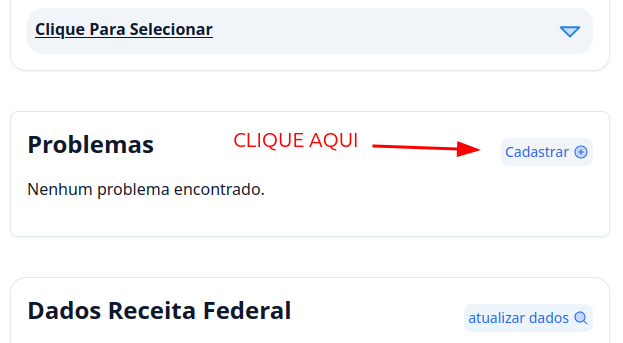 Clique Para Selecionar
Problemas
CLIQUE AQUI
Cadastrar
Nenhum problema encontrado.
Dados Receita Federal
atualizar dados